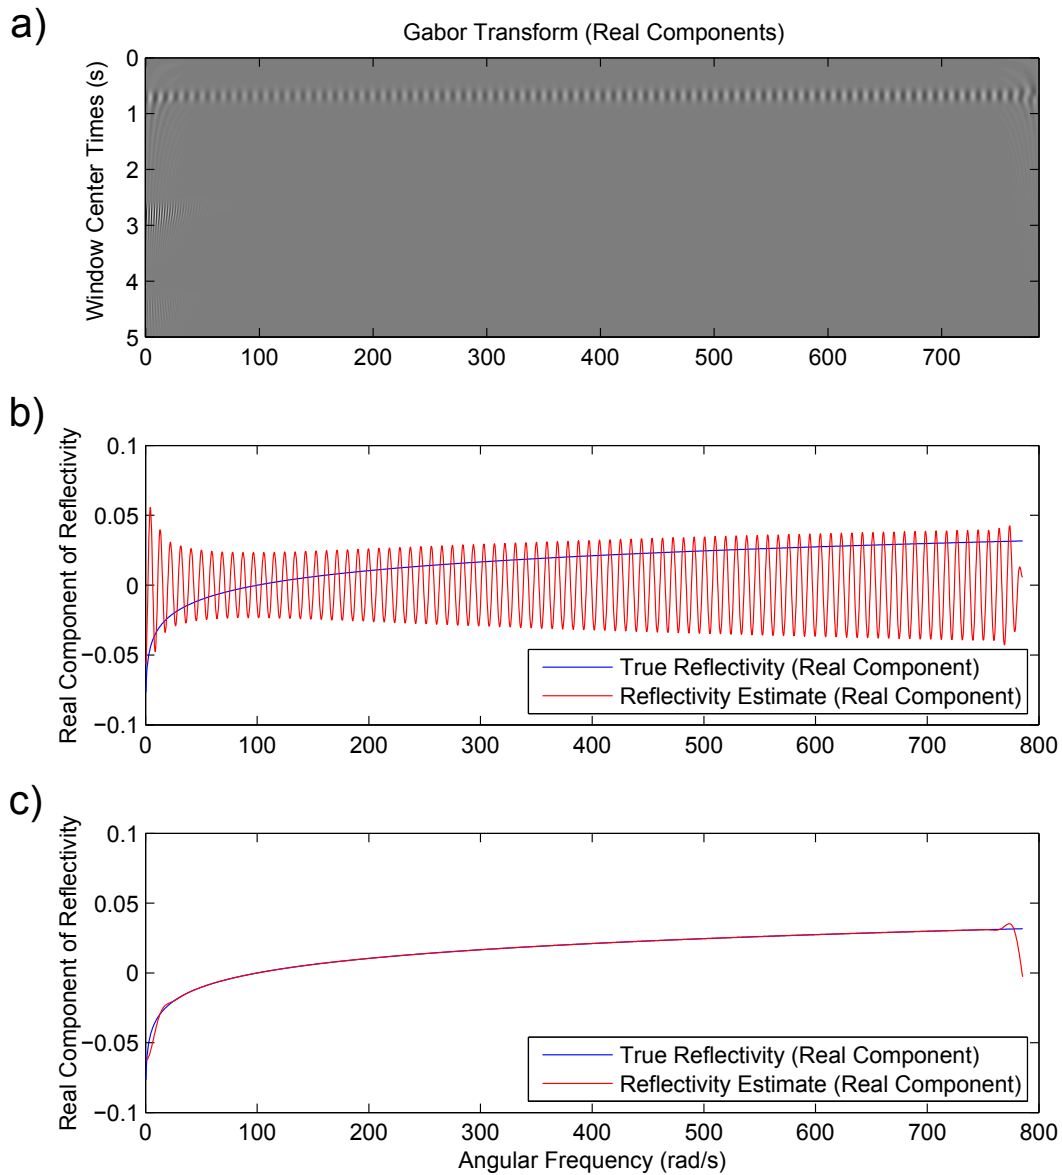 a)
Gabor Transform (Real Components)
Window Center Times (s)
0
1
2
3
4
5
0 100 200 300 400 500 600 700
b)
Real Component of Reflectivity
0.1
0.05
0
−0.05
−0.1
True Reflectivity (Real Component)
Reflectivity Estimate (Real Component)
0 100 200 300 400 500 600 700 800
c)
Real Component of Reflectivity
0.1
0.05
0
−0.05
−0.1
True Reflectivity (Real Component)
Reflectivity Estimate (Real Component)
0 100 200 300 400 500 600 700 800
Angular Frequency (rad/s)